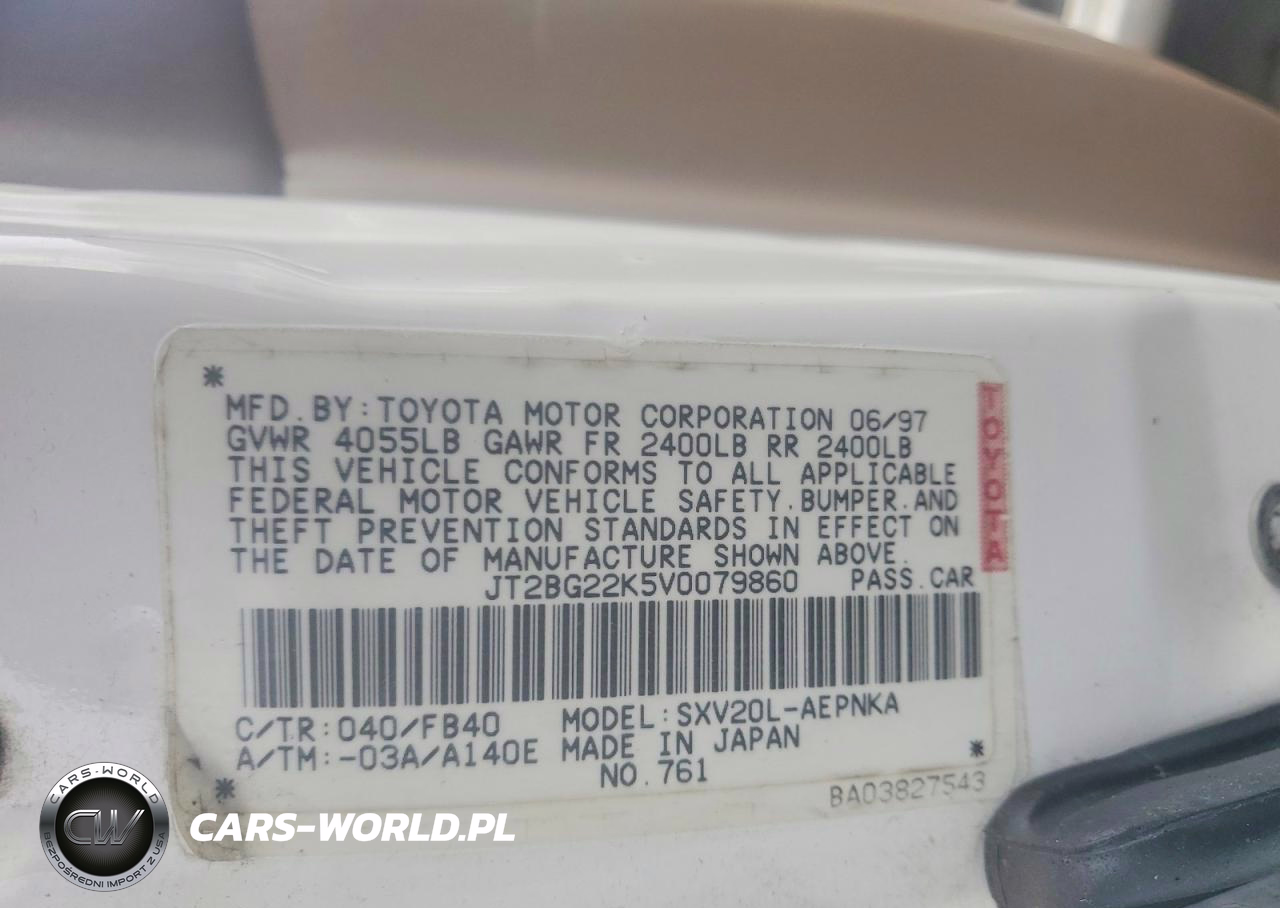 *
MFD.BY:TOYOTA MOTOR CORPORATION 06/97
GVWR 4055LB GAWR FR 2400LB RR 2400LB
THIS VEHICLE CONFORMS TO ALL APPLICABLE
FEDERAL MOTOR VEHICLE SAFETY.BUMPER.AND
THEFT PREVENTION STANDARDS IN EFFECT ON
THE DATE OF MANUFACTURE SHOWN ABOVE.
JT2BG22K5V0079860 PASS.CAR
TOYOTA
C/TR:040/FB40 MODEL:SXV20L-AEPNKA
A/TM:-03A/A140E MADE IN JAPAN
* NO.761 *
BA03827543
CARS-WORLD
CW
BEZPOŚREDNI IMPORT Z USA
CARS-WORLD.PL